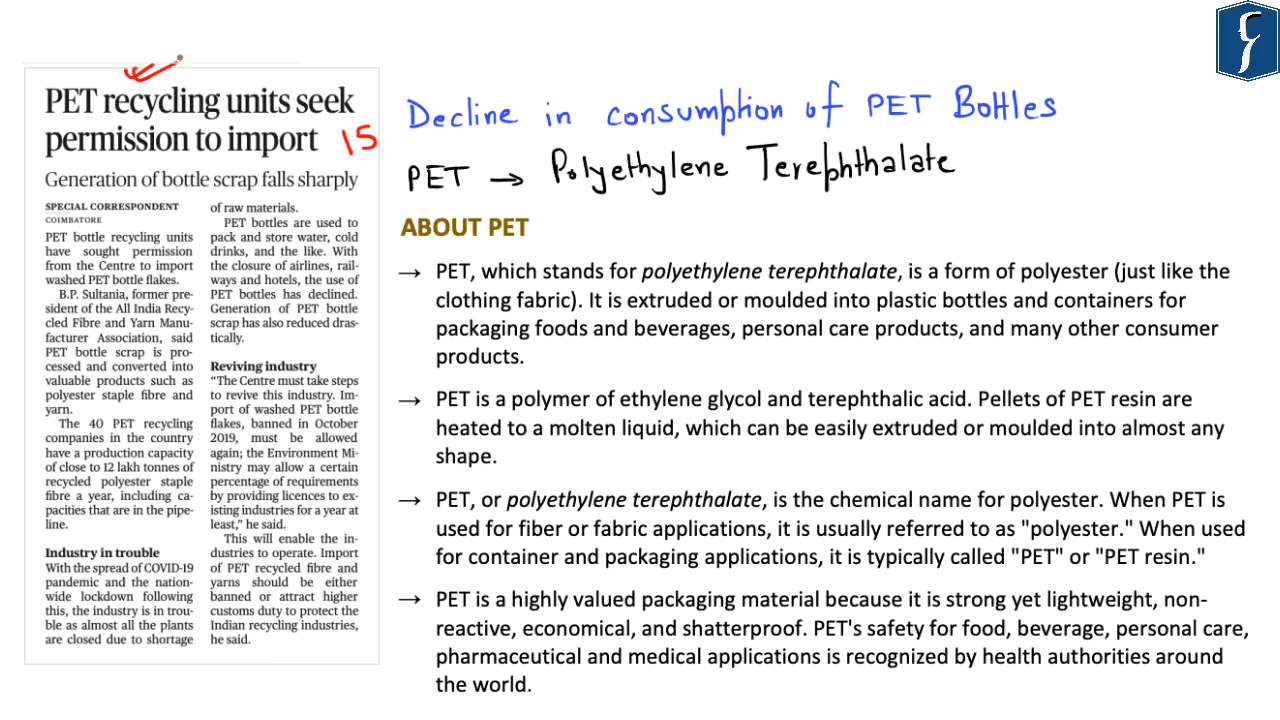 PET recycling units seek
permission to import
15
Generation of bottle scrap falls sharply
SPECIAL CORRESPONDENT
COIMBATORE
PET bottle recycling units
have sought permission
from the Centre to import
washed PET bottle flakes.
B.P. Sultania, former pre-
sident of the All India Recy-
cled Fibre and Yarn Manu-
facturer Association, said
PET bottle scrap is pro-
cessed and converted into
valuable products such as
polyester staple fibre and
yarn.
The 40 PET recycling
companies in the country
have a production capacity
of close to 12 lakh tonnes of
recycled polyester staple
fibre a year, including ca-
pacities that are in the pipe-
line.
Industry in trouble
With the spread of COVID-19
pandemic and the nation-
wide lockdown following
this, the industry is in trou-
ble as almost all the plants
are closed due to shortage
of raw materials.
PET bottles are used to
pack and store water, cold
drinks, and the like. With
the closure of airlines, rail-
ways and hotels, the use of
PET bottles has declined.
Generation of PET bottle
scrap has also reduced dras-
tically.
Reviving industry
“The Centre must take steps
to revive this industry. Im-
port of washed PET bottle
flakes, banned in October
2019, must be allowed
again; the Environment Mi-
nistry may allow a certain
percentage of requirements
by providing licences to ex-
isting industries for a year at
least,” he said.
This will enable the in-
dustries to operate. Import
of PET recycled fibre and
yarns should be either
banned or attract higher
customs duty to protect the
Indian recycling industries,
he said.
Decline in consumption of PET Bottles
PET → Polyethylene Terephthalate
ABOUT PET
→ PET, which stands for polyethylene terephthalate, is a form of polyester (just like the
clothing fabric). It is extruded or moulded into plastic bottles and containers for
packaging foods and beverages, personal care products, and many other consumer
products.
→ PET is a polymer of ethylene glycol and terephthalic acid. Pellets of PET resin are
heated to a molten liquid, which can be easily extruded or moulded into almost any
shape.
→ PET, or polyethylene terephthalate, is the chemical name for polyester. When PET is
used for fiber or fabric applications, it is usually referred to as "polyester." When used
for container and packaging applications, it is typically called "PET" or "PET resin."
→ PET is a highly valued packaging material because it is strong yet lightweight, non-
reactive, economical, and shatterproof. PET's safety for food, beverage, personal care,
pharmaceutical and medical applications is recognized by health authorities around
the world.